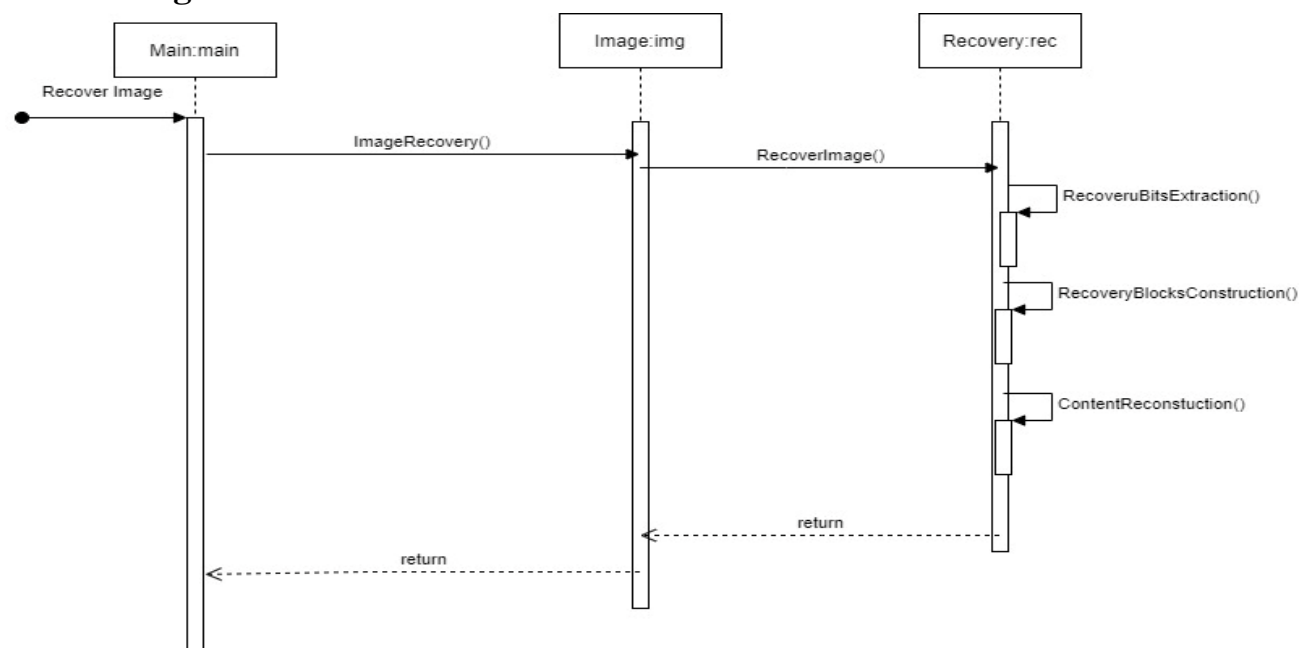 Main:main
Image:img
Recovery:rec
Recover Image
ImageRecovery()
RecoverImage()
RecoveruBitsExtraction()
RecoveryBlocksConstruction()
ContentReconstuction()
return
return